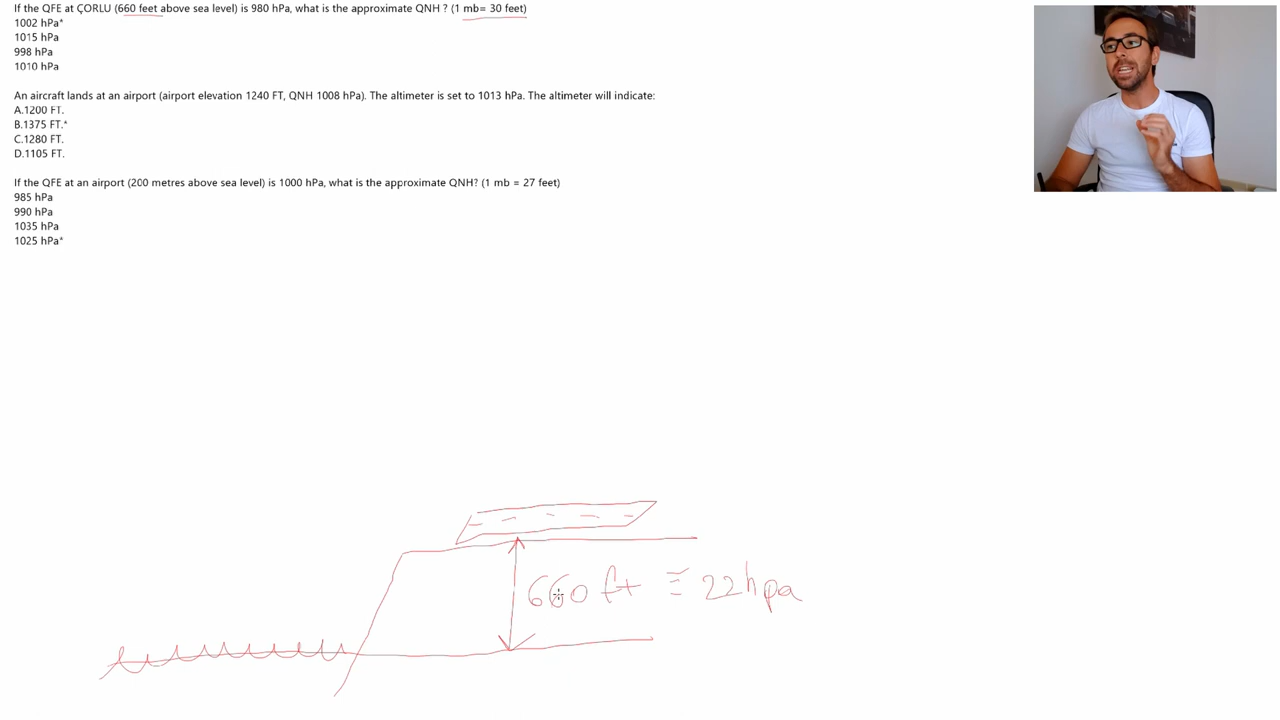 If the QFE at ÇORLU (660 feet above sea level) is 980 hPa, what is the approximate QNH ? (1 mb= 30 feet)
1002 hPa*
1015 hPa
998 hPa
1010 hPa
An aircraft lands at an airport (airport elevation 1240 FT, QNH 1008 hPa). The altimeter is set to 1013 hPa. The altimeter will indicate:
A.1200 FT.
B.1375 FT.*
C.1280 FT.
D.1105 FT.
If the QFE at an airport (200 metres above sea level) is 1000 hPa, what is the approximate QNH? (1 mb = 27 feet)
985 hPa
990 hPa
1035 hPa
1025 hPa*
660 ft ≅ 22 hpa